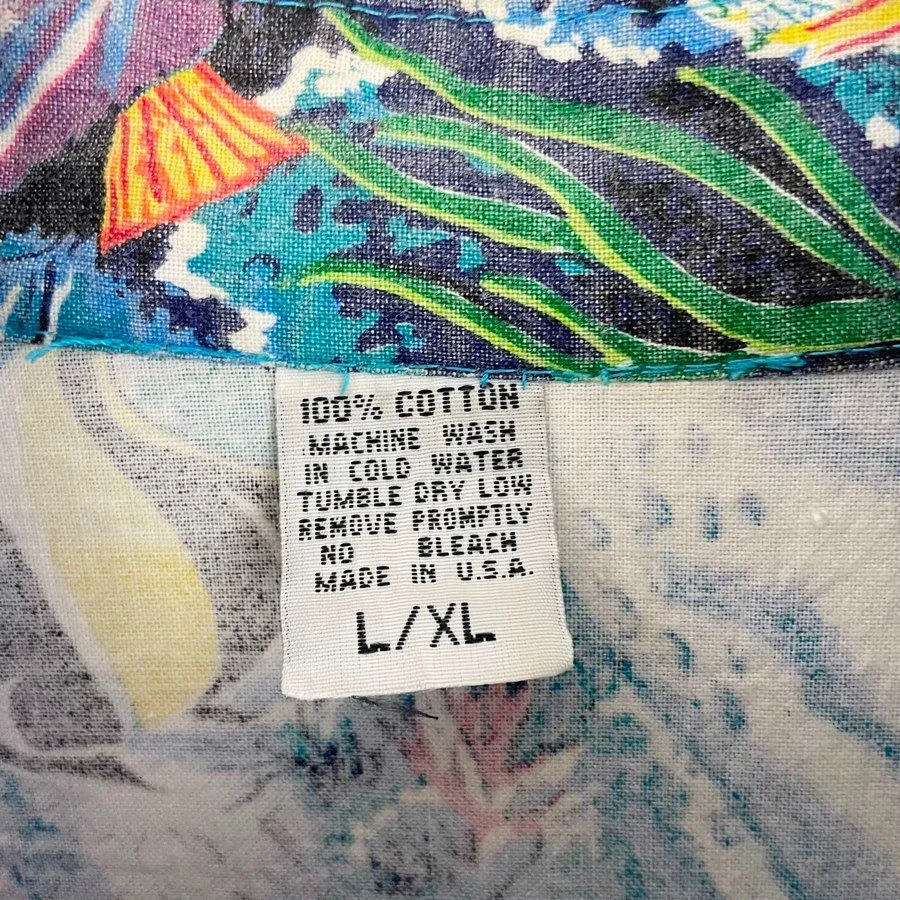 100% COTTON
MACHINE WASH
IN COLD WATER
TUMBLE DRY LOW
REMOVE PROMPTLY
NO BLEACH
MADE IN U.S.A.
L/XL